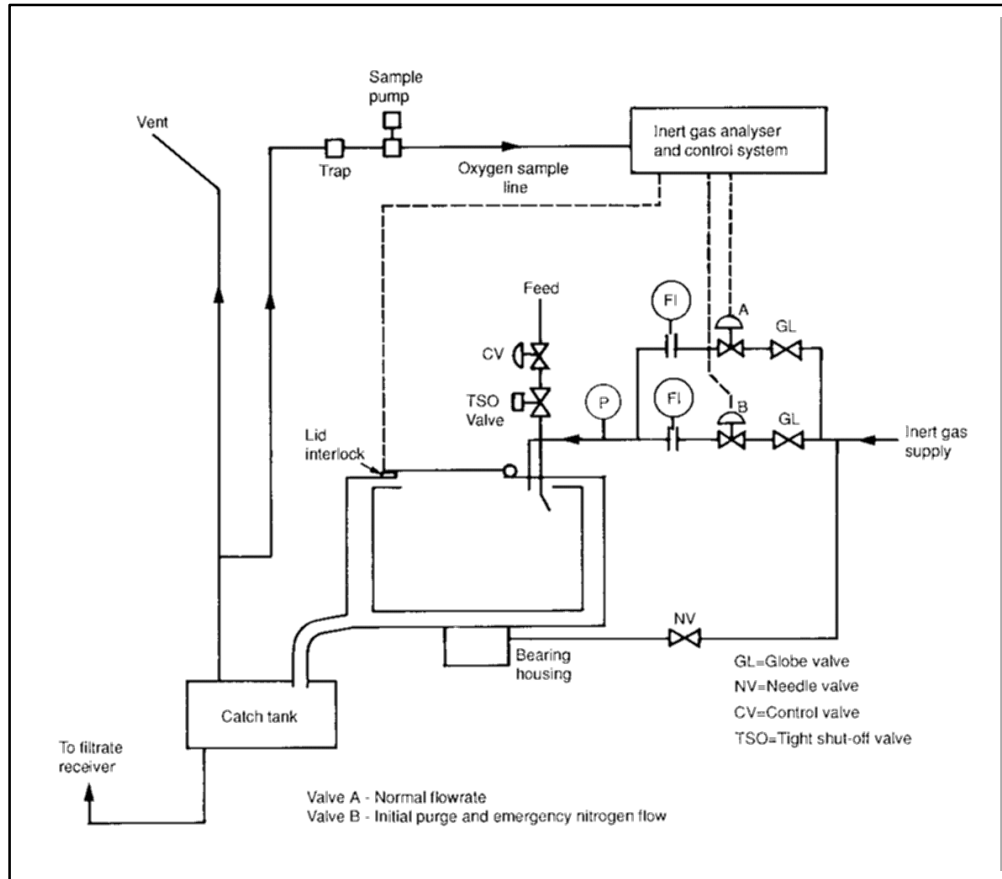 Sample
pump
Vent
Trap
Oxygen sample
line
Inert gas analyser
and control system
Feed
FI
A
GL
CV
TSO
Valve
P
FI
B
GL
Inert gas
supply
Lid
interlock
NV
Bearing
housing
GL=Globe valve
NV=Needle valve
CV=Control valve
TSO=Tight shut-off valve
Catch tank
To filtrate
receiver
Valve A - Normal flowrate
Valve B - Initial purge and emergency nitrogen flow